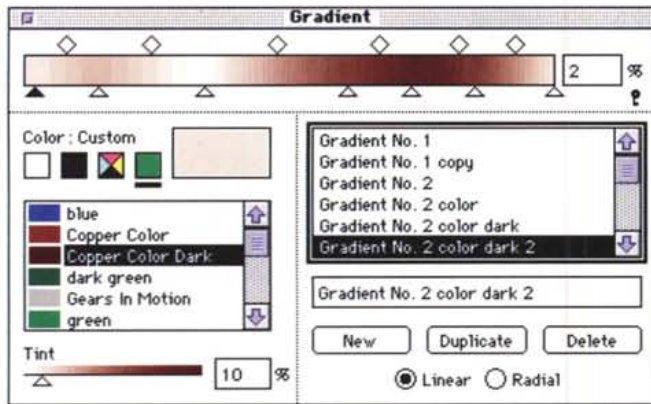 Gradient
2 %
Color : Custom
blue
Copper Color
Copper Color Dark
dark green
Gears In Motion
green
Tint
10 %
Gradient No. 1
Gradient No. 1 copy
Gradient No. 2
Gradient No. 2 color
Gradient No. 2 color dark
Gradient No. 2 color dark 2
Gradient No. 2 color dark 2
New Duplicate Delete
Linear Radial